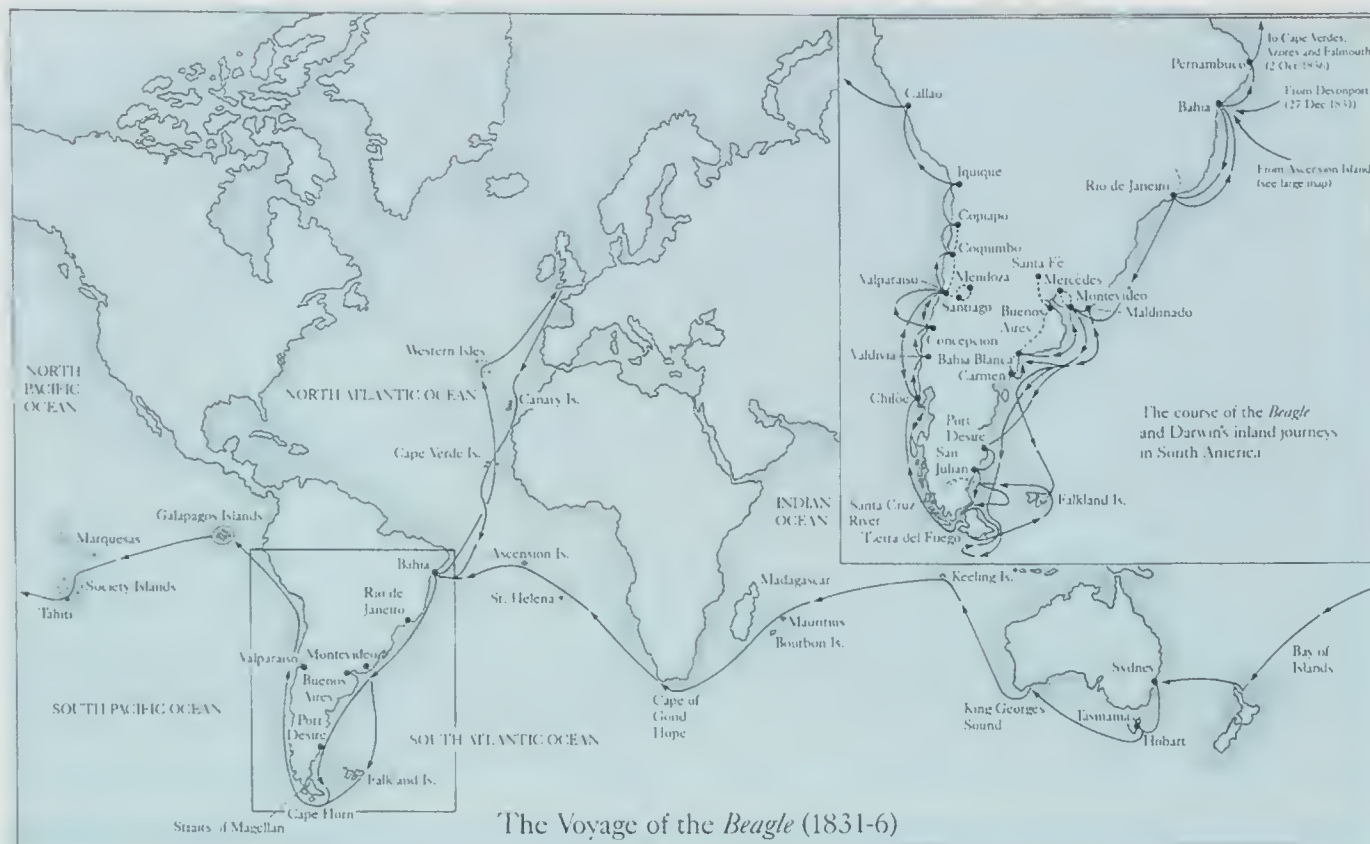 To Cape Verdes,
Azores and Falmouth
(2 Oct 1836)
Pernambuco
From Devonport
(27 Dec 1831)
Bahia
Callao
From Ascension Island
(see large map)
Rio de Janeiro
Iquique
Copiapo
Coquimbo
Santa Fé
Mendoza
Mercedes
Valparaiso
Montevideo
Santiago
Buenos
Aires
Maldonado
Concepcion
Valdivia
Bahia Blanca
Carmen
Chiloe
Port
Desire
San
Julian
The course of the Beagle
and Darwin's inland journeys
in South America
Santa Cruz
River
Falkland Is.
Tierra del Fuego
NORTH
PACIFIC
OCEAN
Western Isles
NORTH ATLANTIC OCEAN
Canary Is.
Cape Verde Is.
INDIAN
OCEAN
Galapagos Islands
Marquesas
Society Islands
Tahiti
Bahia
Ascension Is.
Rio de
Janeiro
St. Helena
Madagascar
Mauritius
Bourbon Is.
Keeling Is.
Valparaiso
Montevideo
Buenos
Aires
Sydney
Bay of
Islands
SOUTH PACIFIC OCEAN
Port
Desire
SOUTH ATLANTIC OCEAN
Cape of
Good
Hope
King Georges
Sound
Tasmania
Hobart
Falkland Is.
Cape Horn
Straits of Magellan
The Voyage of the Beagle (1831-6)